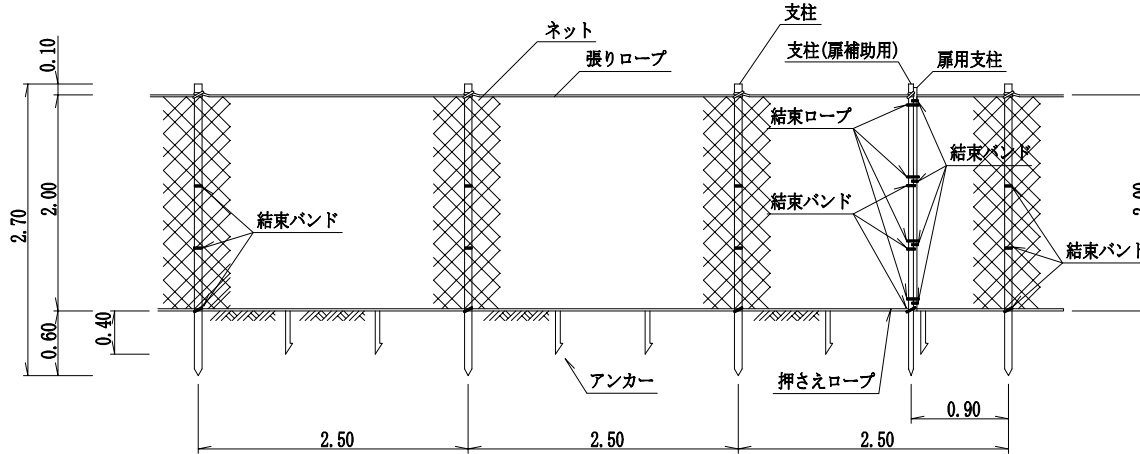 支柱
ネット
支柱(扉補助用)
扉用支柱
張りロープ
0.10
結束ロープ
結束バンド
2.00
2.70
結束バンド
2.00
結束バンド
結束バンド
0.60
0.40
アンカー
押さえロープ
0.90
2.50
2.50
2.50